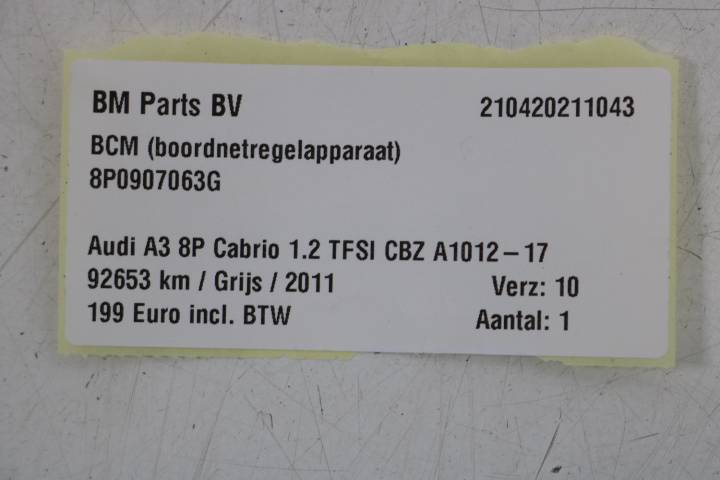 BM Parts BV 210420211043
BCM (boordnetregelapparaat)
8P0907063G
Audi A3 8P Cabrio 1.2 TFSI CBZ A1012 – 17
92653 km / Grijs / 2011 Verz: 10
199 Euro incl. BTW Aantal: 1